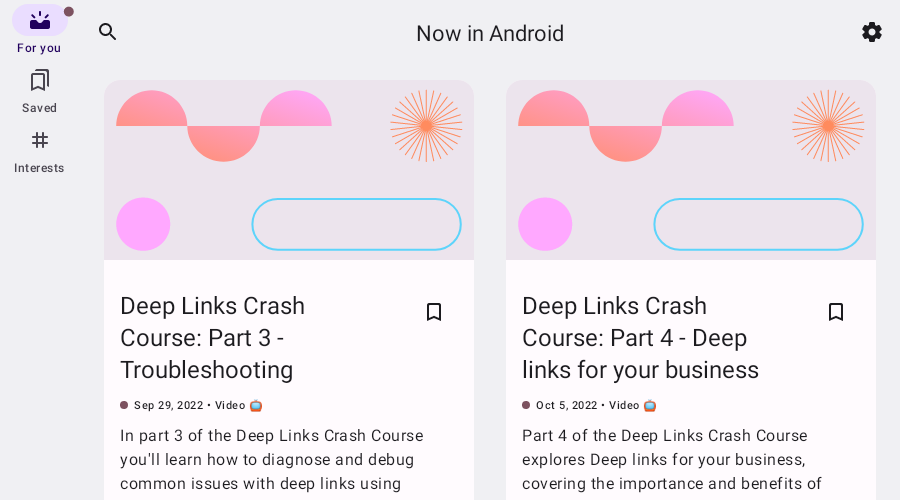 For you
Saved
Interests
Now in Android
Deep Links Crash
Course: Part 3 -
Troubleshooting
Sep 29, 2022 • Video 📺
In part 3 of the Deep Links Crash Course
you'll learn how to diagnose and debug
common issues with deep links using
Deep Links Crash
Course: Part 4 - Deep
links for your business
Oct 5, 2022 • Video 📺
Part 4 of the Deep Links Crash Course
explores Deep links for your business,
covering the importance and benefits of